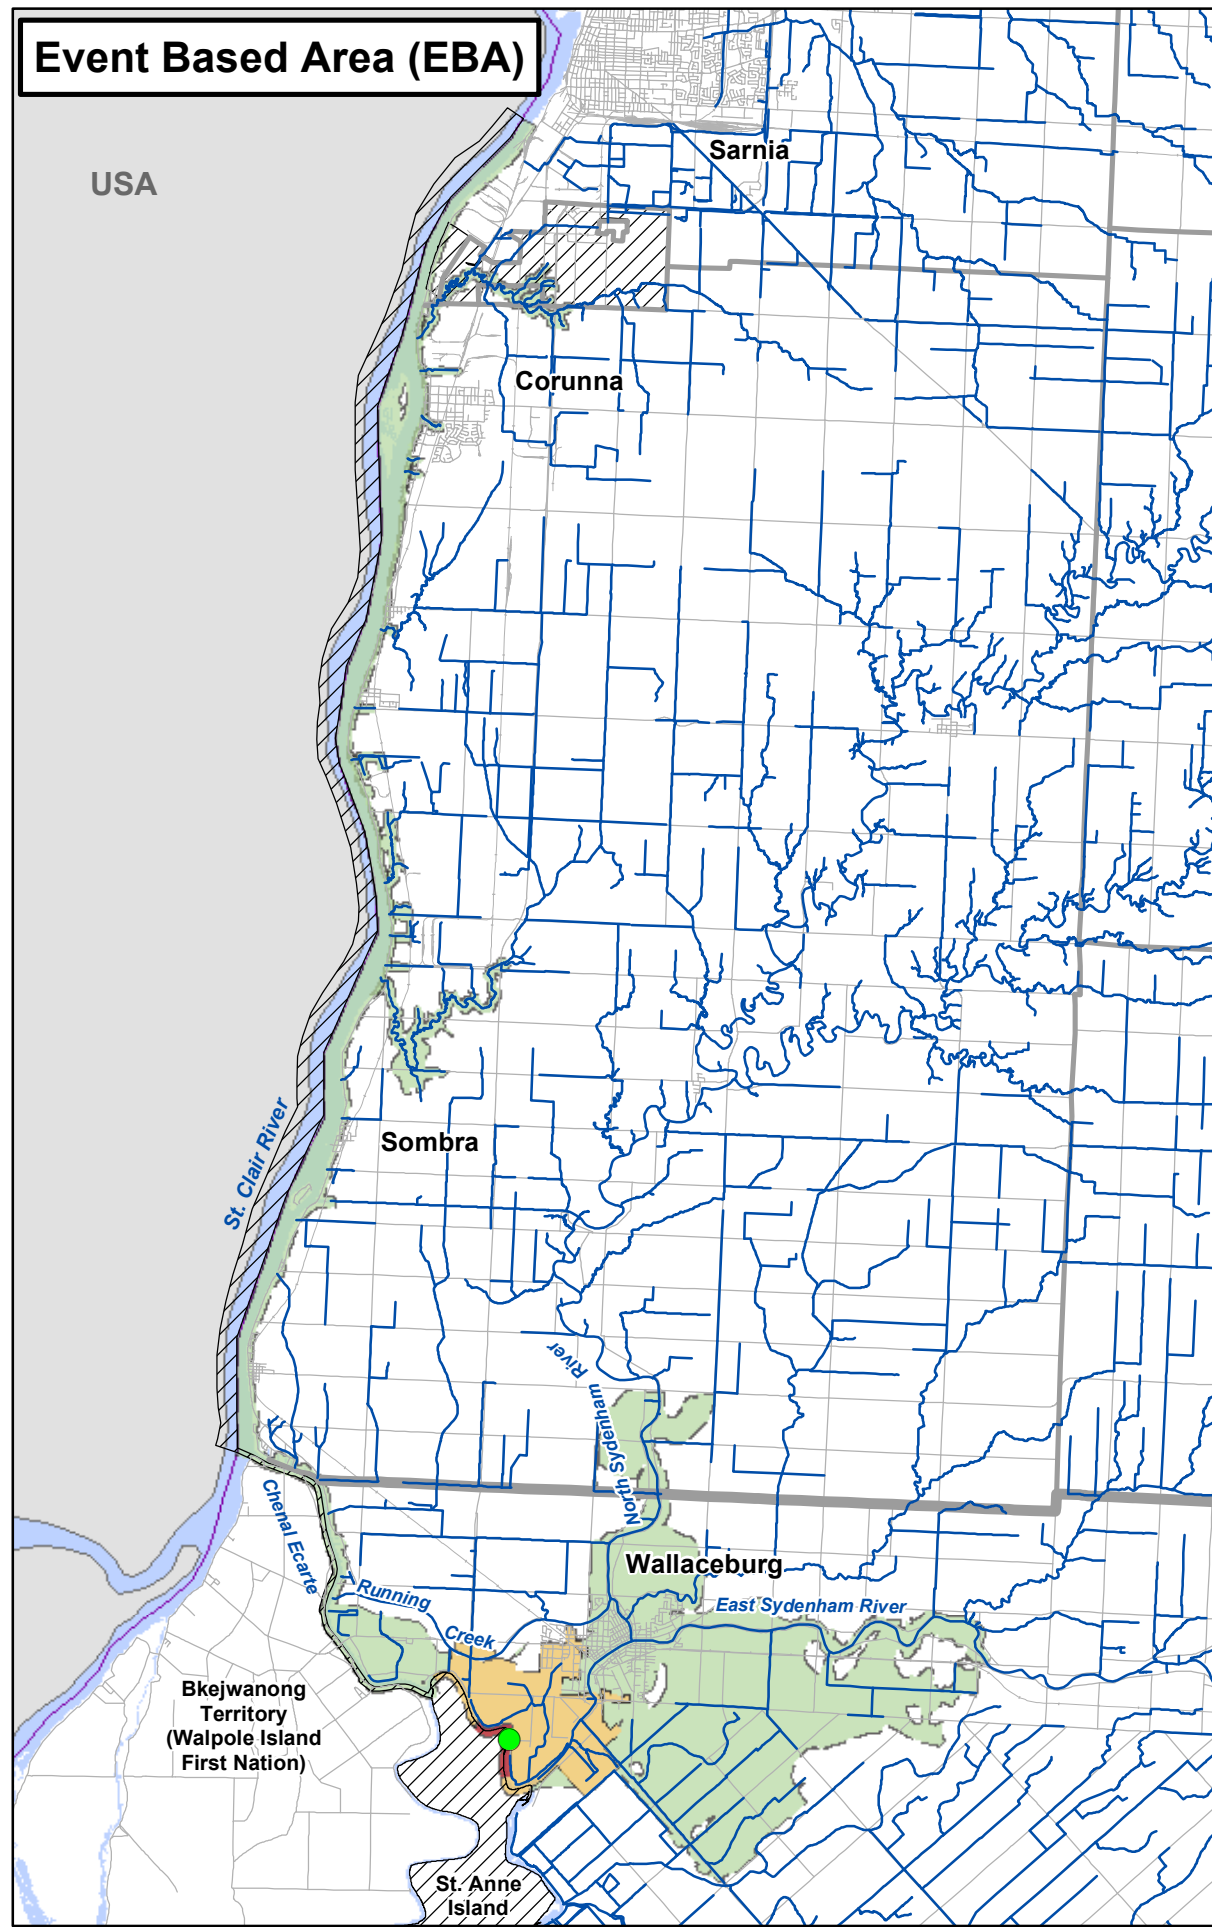 Event Based Area (EBA)
USA
Sarnia
Corunna
St. Clair River
Sombra
North Sydenham
River
Chenal Ecarte
Wallaceburg
Running
Creek
East Sydenham River
Bkejwanong
Territory
(Walpole Island
First Nation)
St. Anne
Island